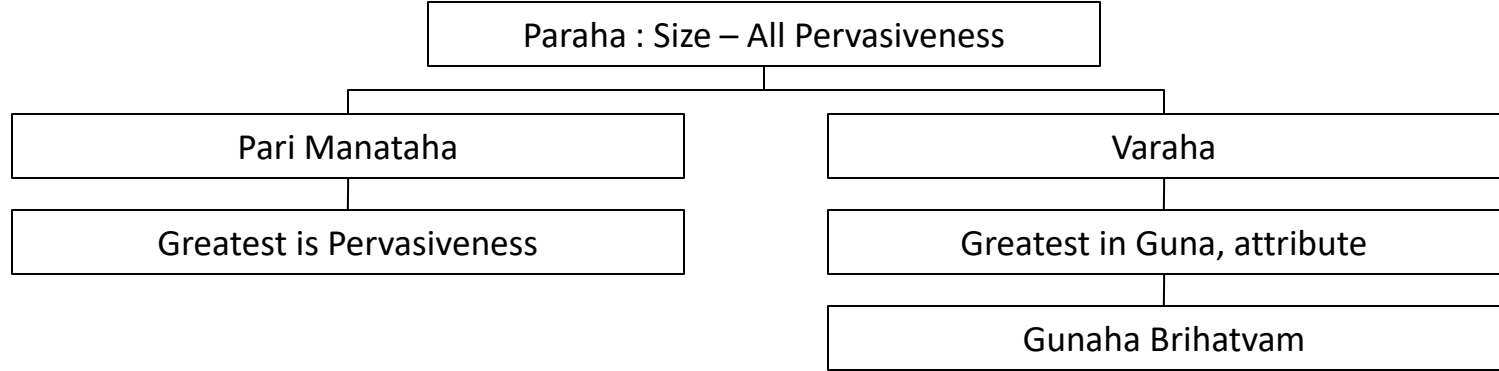 Paraha : Size – All Pervasiveness
Pari Manataha
Varaha
Greatest is Pervasiveness
Greatest in Guna, attribute
Gunaha Brihatvam